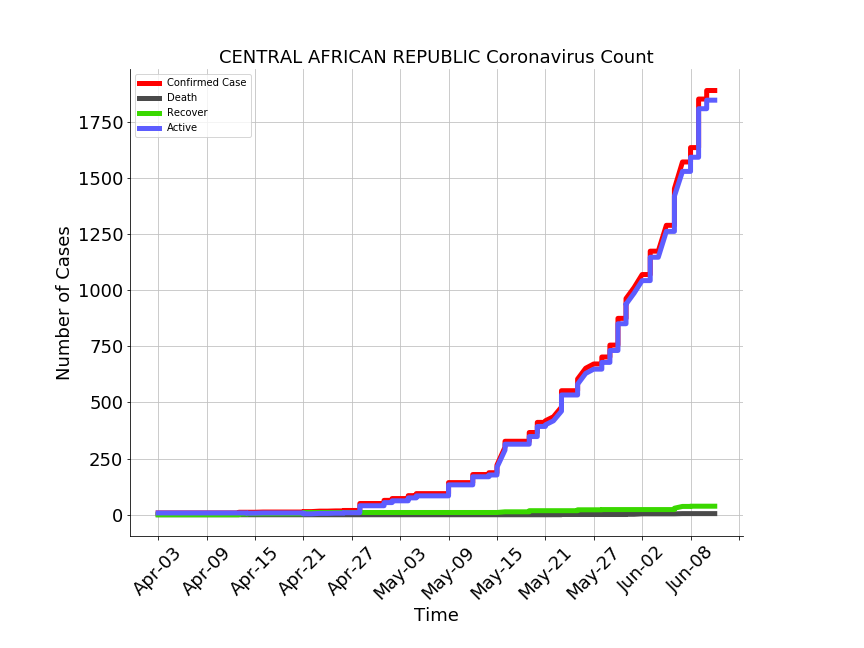 CENTRAL AFRICAN REPUBLIC Coronavirus Count
Confirmed Case
Death
Recover
Active
1750
1500
1250
1000
750
500
250
0
Number of Cases
Apr-03
Apr-09
Apr-15
Apr-21
Apr-27
May-03
May-09
May-15
May-21
May-27
Jun-02
Jun-08
Time